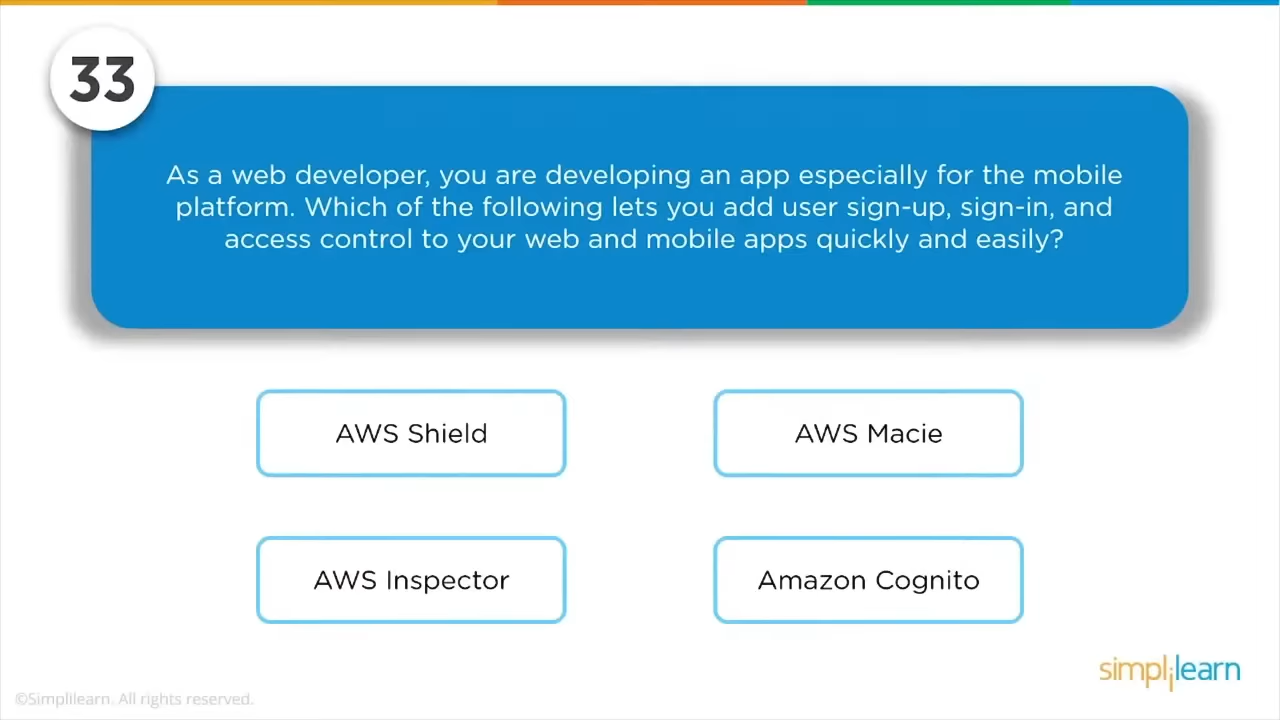 33
As a web developer, you are developing an app especially for the mobile
platform. Which of the following lets you add user sign-up, sign-in, and
access control to your web and mobile apps quickly and easily?
AWS Shield
AWS Macie
AWS Inspector
Amazon Cognito
simplilearn
©Simplilearn. All rights reserved.